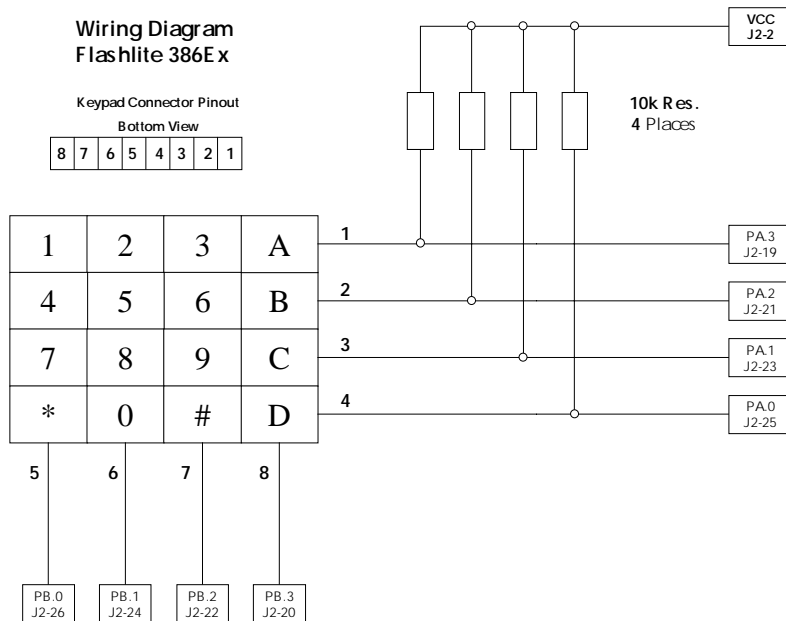 Wiring Diagram
Flashlite 386Ex
VCC
J2-2
Keypad Connector Pinout
Bottom View
8 7 6 5 4 3 2 1
10k Res.
4 Places
1 2 3 A
1
PA.3
J2-19
4 5 6 B
2
PA.2
J2-21
7 8 9 C
3
PA.1
J2-23
* 0 # D
4
PA.0
J2-25
5 6 7 8
PB.0 PB.1 PB.2 PB.3
J2-26 J2-24 J2-22 J2-20